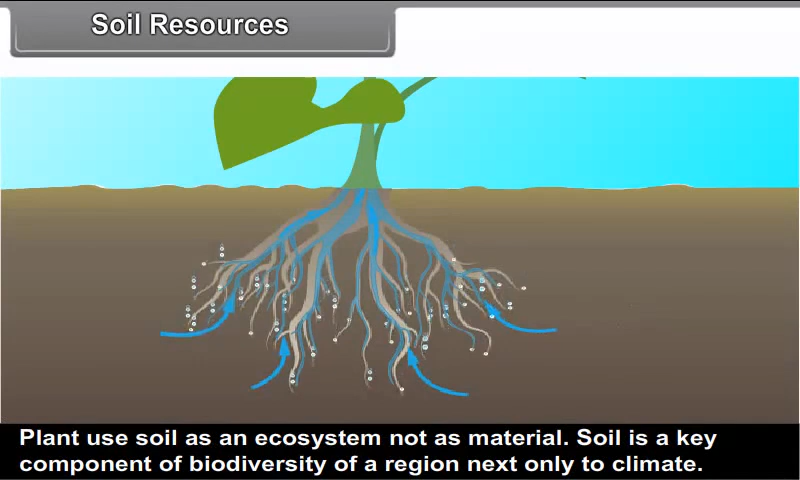 Soil Resources
Plant use soil as an ecosystem not as material. Soil is a key
component of biodiversity of a region next only to climate.